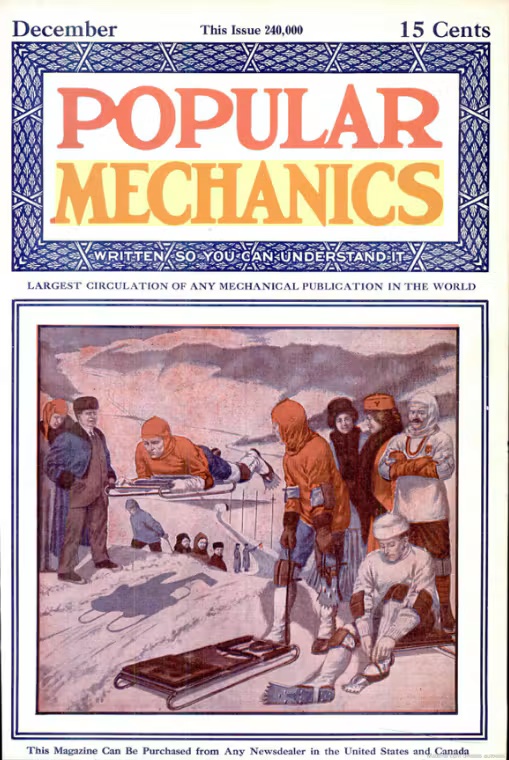 December This Issue 240,000 15 Cents
POPULAR
MECHANICS
WRITTEN SO YOU CAN UNDERSTAND IT
LARGEST CIRCULATION OF ANY MECHANICAL PUBLICATION IN THE WORLD
This Magazine Can Be Purchased from Any Newsdealer in the United States and Canada